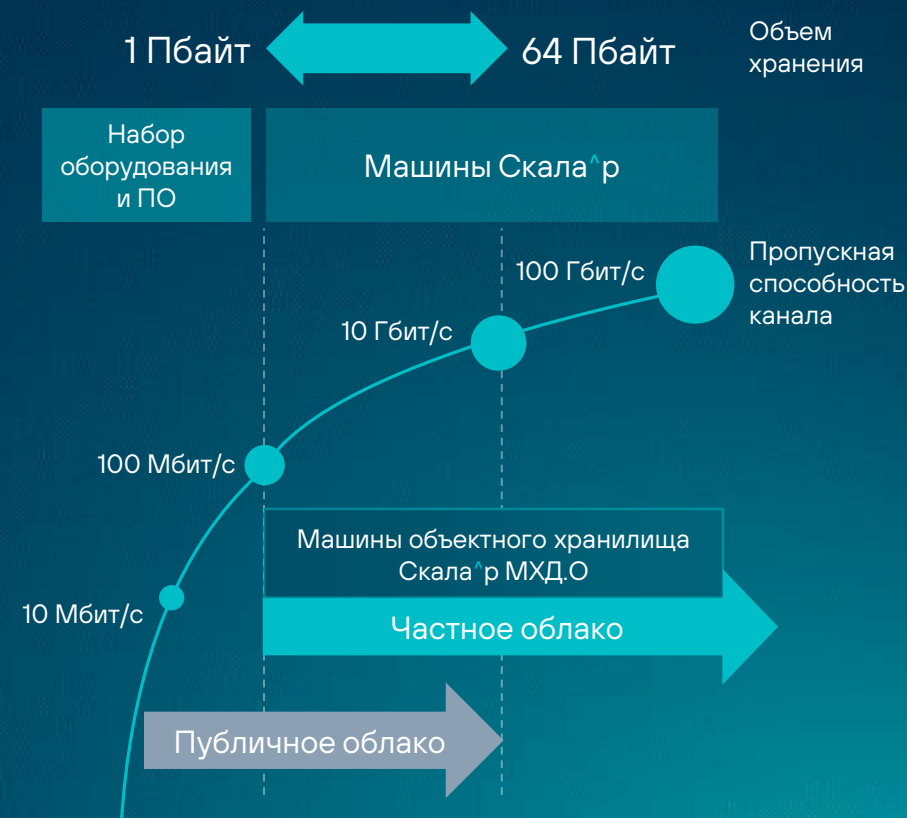 1 Пбайт
64 Пбайт
Объем
хранения
Набор
оборудования
и ПО
Машины Скала^р
Пропускная
способность
канала
100 Гбит/с
10 Гбит/с
100 Мбит/с
Машины объектного хранилища
Скала^р МХД.О
10 Мбит/с
Частное облако
Публичное облако